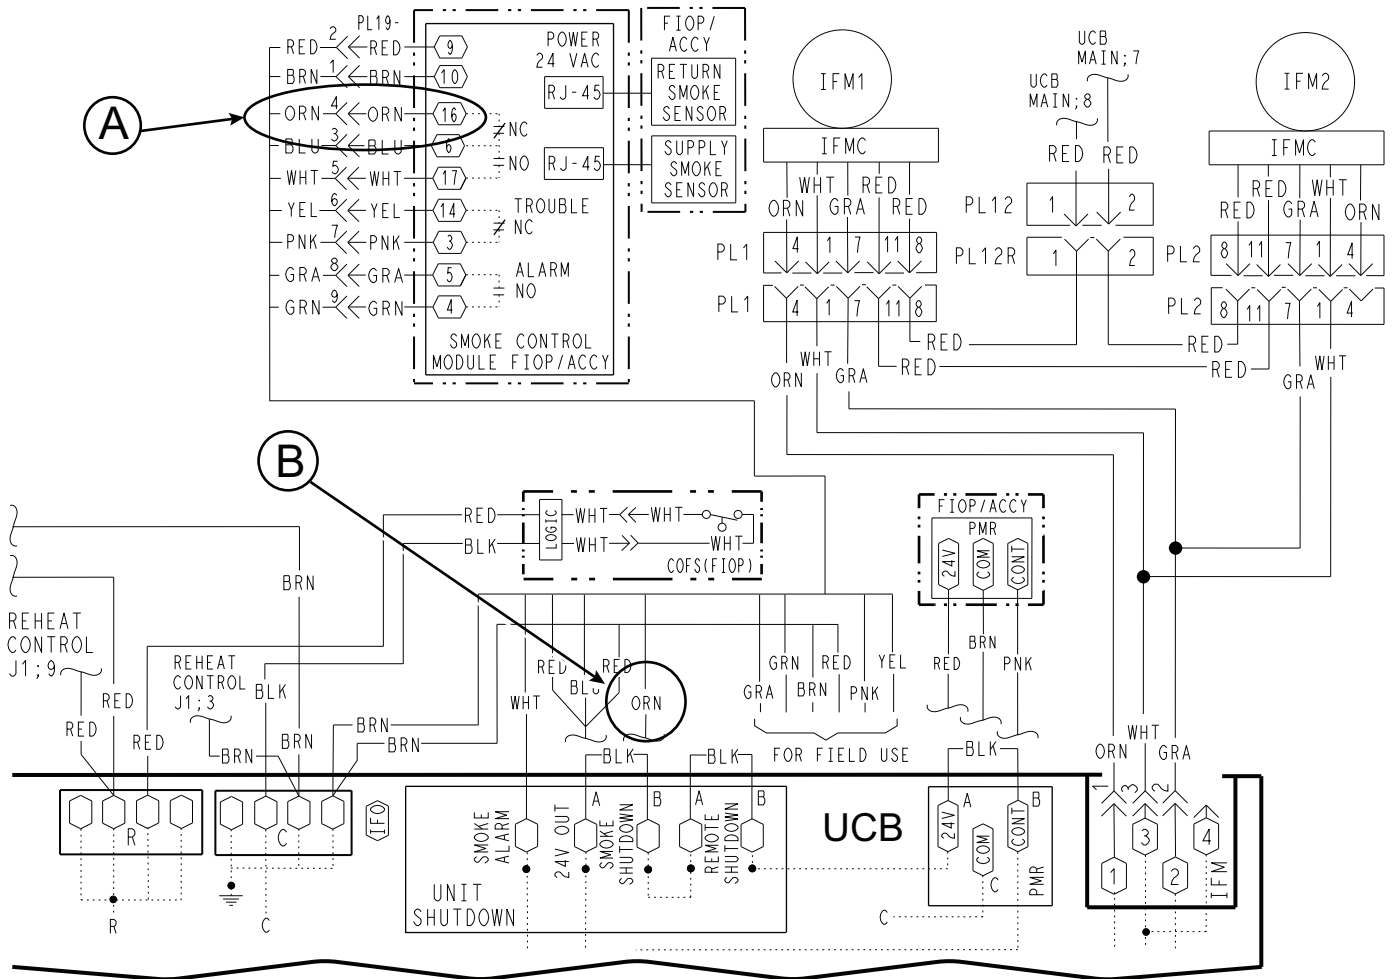 PL19-
RED 2 RED 9
BRN 1 BRN 10
ORN 4 ORN 16
BLU 3 BLU 6
WHT 5 WHT 17
YEL 6 YEL 14
PNK 7 PNK 3
GRA 8 GRA 5
GRN 9 GRN 4
A
POWER
24 VAC
RJ-45
NC
NO
RJ-45
TROUBLE
NC
ALARM
NO
SMOKE CONTROL
MODULE FIOP/ACCY
FIOP/
ACCY
RETURN
SMOKE
SENSOR
SUPPLY
SMOKE
SENSOR
IFM1
IFMC
WHT RED
ORN GRA RED
PL1 4 1 7 11 8
PL1 4 1 7 11 8
UCB
MAIN;7
UCB
MAIN;8
RED RED
PL12 1 2
PL12R 1 2
IFM2
IFMC
RED WHT
RED GRA ORN
PL2 8 11 7 1 4
PL2 8 11 7 1 4
RED RED
WHT RED RED WHT
ORN GRA GRA
B
RED
BLK
LOGIC
WHT WHT
WHT WHT
COFS(FIOP)
FIOP/ACCY
PMR
24V
COM
CONT
BRN
REHEAT
CONTROL
J1;9
RED
RED
RED
REHEAT
CONTROL
J1;3
BLK
BRN
BRN
BRN
BRN
WHT
RED
BLU
RED
ORN
BLK
BLK
GRN RED YEL
GRA BRN PNK
FOR FIELD USE
RED BRN PNK
BLK
ORN WHT GRA
1 3 2
R
R
C
C
IFO
SMOKE
ALARM
24V OUT
A
SMOKE
SHUTDOWN
B
A
REMOTE
SHUTDOWN
B
UNIT
SHUTDOWN
UCB
A B
24V
COM
CONT
C
PMR
C
3 4
1 2
IFM